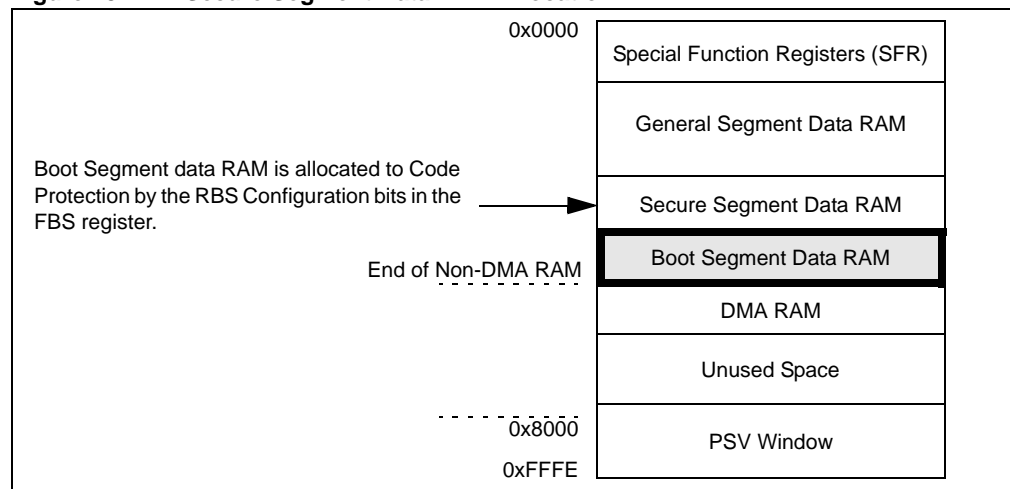 0x0000
Special Function Registers (SFR)
General Segment Data RAM
Boot Segment data RAM is allocated to Code
Protection by the RBS Configuration bits in the
FBS register.
Secure Segment Data RAM
Boot Segment Data RAM
End of Non-DMA RAM
DMA RAM
Unused Space
0x8000
PSV Window
0xFFFE